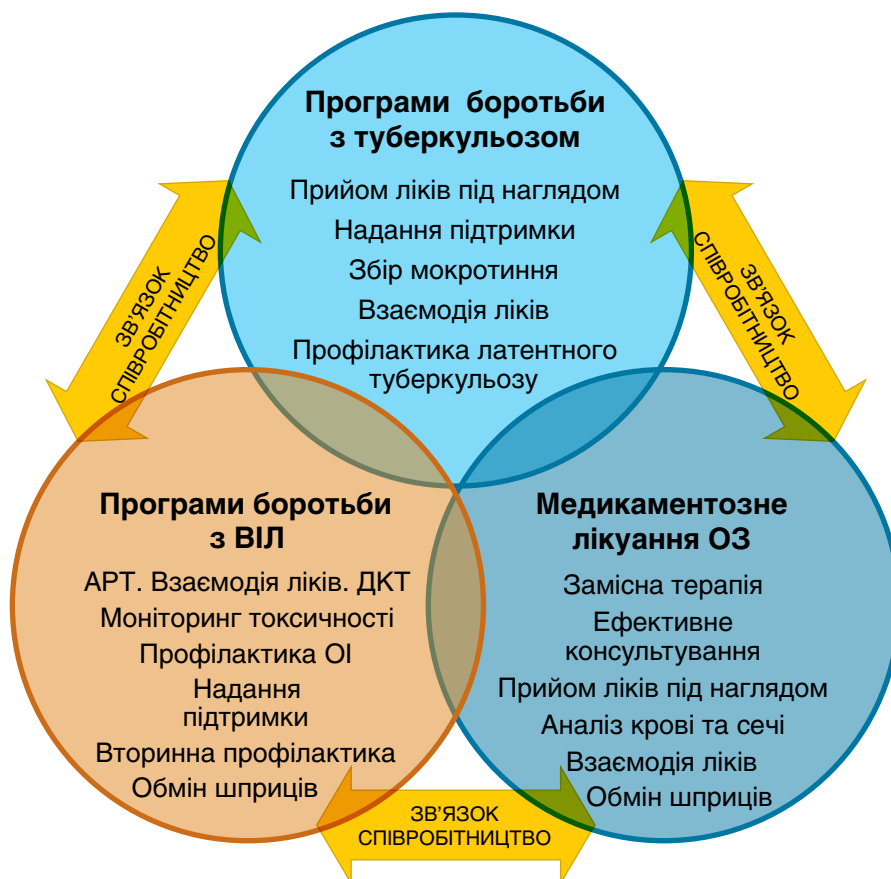 Програми боротьби
з туберкульозом
Прийом ліків під наглядом
Надання підтримки
Збір мокротиння
Взаємодія ліків
Профілактика латентного
туберкульозу
ЗВ'ЯЗОК
СПІВРОБІТНИЦТВО
ЗВ'ЯЗОК
СПІВРОБІТНИЦТВО
Програми боротьби
з ВІЛ
АРТ. Взаємодія ліків. ДКТ
Моніторинг токсичності
Профілактика ОІ
Надання
підтримки
Вторинна профілактика
Обмін шприців
Медикаментозне
лікуання ОЗ
Замісна терапія
Ефективне
консультування
Прийом ліків під наглядом
Аналіз крові та сечі
Взаємодія ліків
Обмін шприців
ЗВ'ЯЗОК
СПІВРОБІТНИЦТВО